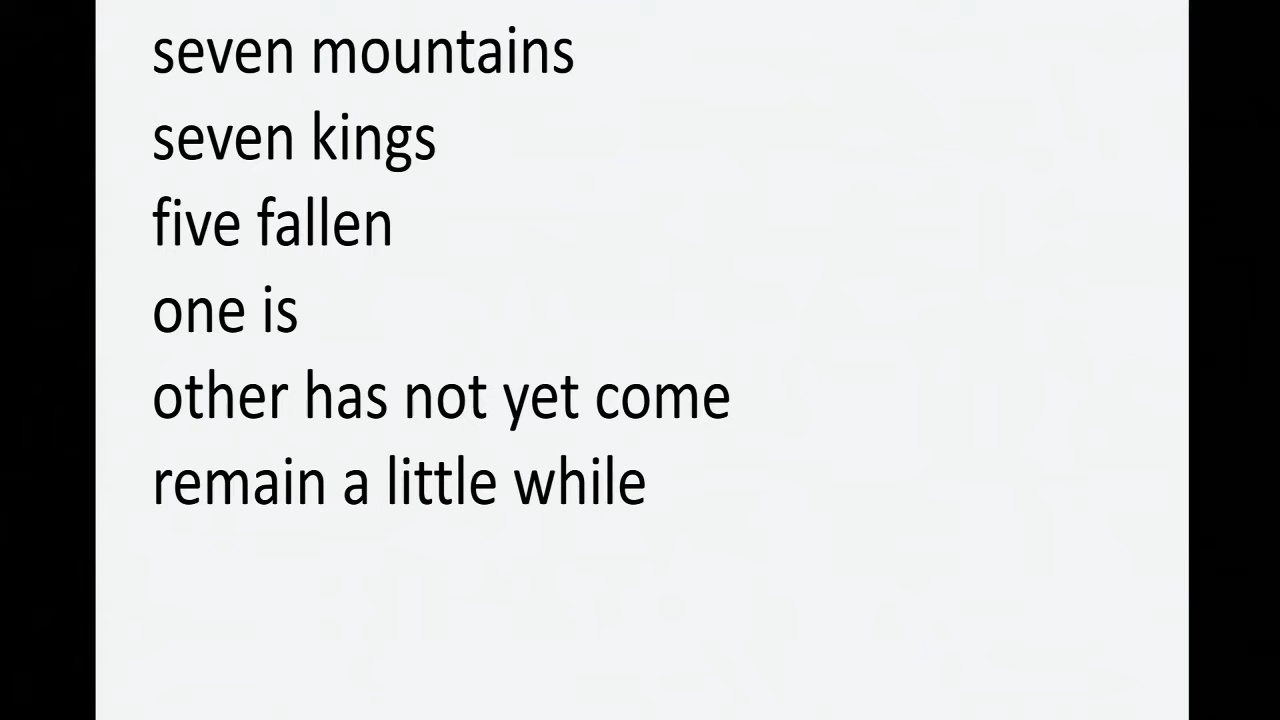 seven mountains
seven kings
five fallen
one is
other has not yet come
remain a little while